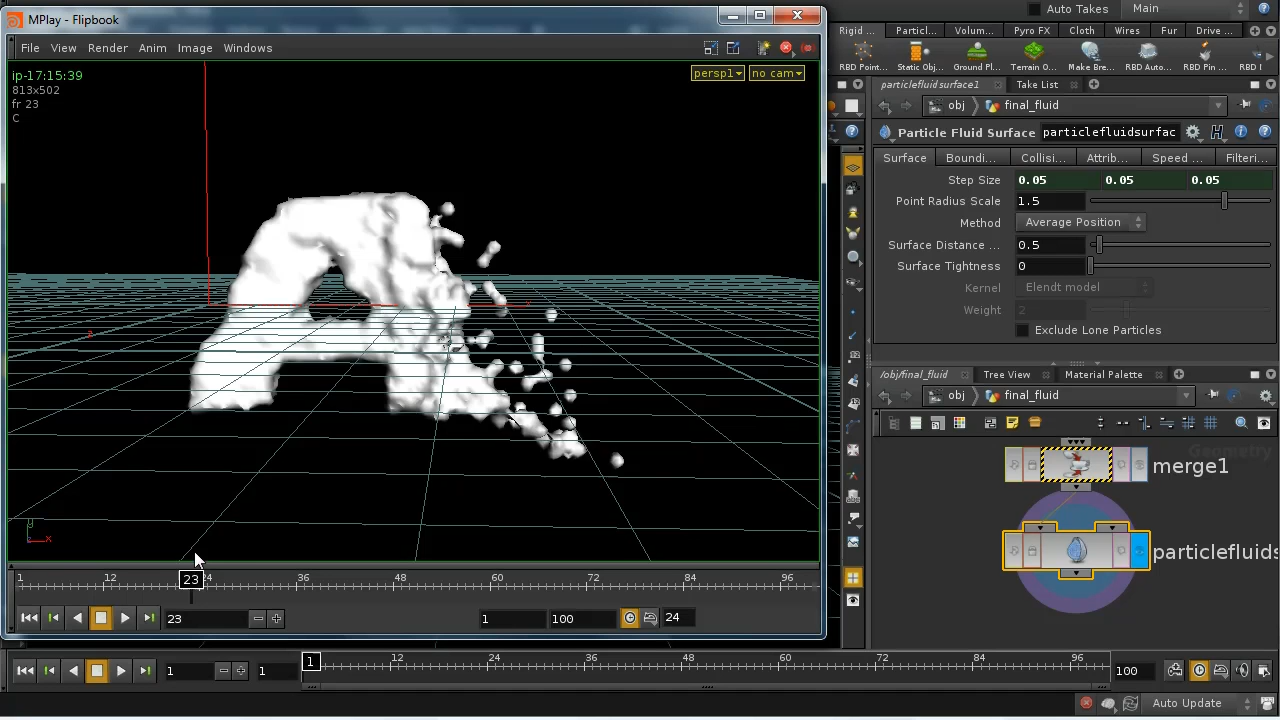 MPlay - Flipbook
File View Render Anim Image Windows
ip-17:15:39
813x502
fr 23
C
persp1 no cam
1 12 24 36 48 60 72 84 96
23
23 1 100 24
1 1
1 12 24 36 48 60 72 84 96
100
Auto Takes Main
Rigid ... Particl... Volum... Pyro FX Cloth Wires Fur Drive ...
RBD Point... Static Obj... Ground Pl... Terrain O... Make Bre... RBD Auto... RBD Pin ... RBD I
particlefluidsurface1 Take List
obj final_fluid
Particle Fluid Surface particlefluidsurfac
Surface Boundi... Collisi... Attrib... Speed ... Filteri...
Step Size 0.05 0.05 0.05
Point Radius Scale 1.5
Method Average Position
Surface Distance ... 0.5
Surface Tightness 0
Kernel Elendt model
Weight 2
Exclude Lone Particles
/obj/final_fluid Tree View Material Palette
obj final_fluid
Geometry
merge1
particlefluids
Auto Update